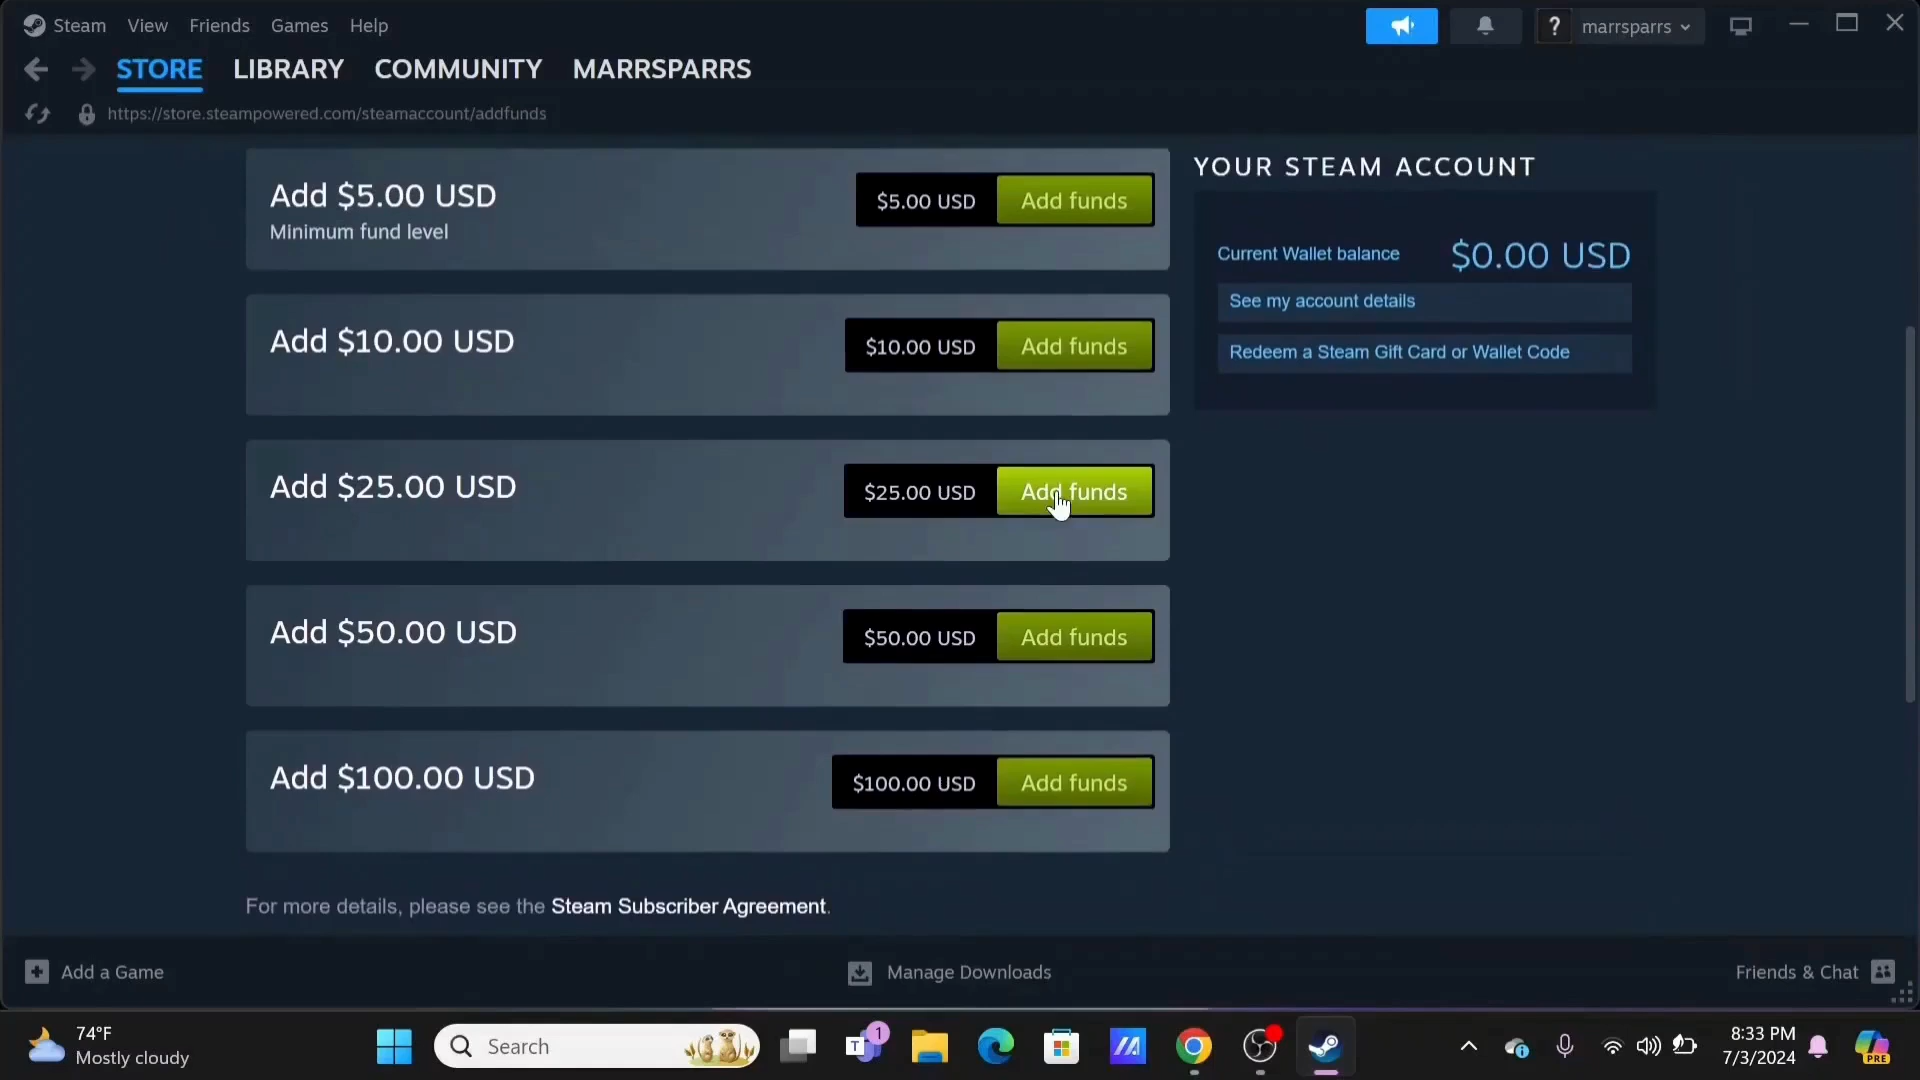 Steam View Friends Games Help
? marrsparrs
STORE LIBRARY COMMUNITY MARRSPARRS
https://store.steampowered.com/steamaccount/addfunds
Add $5.00 USD
Minimum fund level
$5.00 USD Add funds
Add $10.00 USD
$10.00 USD Add funds
Add $25.00 USD
$25.00 USD Add funds
Add $50.00 USD
$50.00 USD Add funds
Add $100.00 USD
$100.00 USD Add funds
For more details, please see the Steam Subscriber Agreement.
YOUR STEAM ACCOUNT
Current Wallet balance $0.00 USD
See my account details
Redeem a Steam Gift Card or Wallet Code
Add a Game
Manage Downloads
Friends & Chat
74°F
Mostly cloudy
Search
T 1
8:33 PM
7/3/2024
PRE